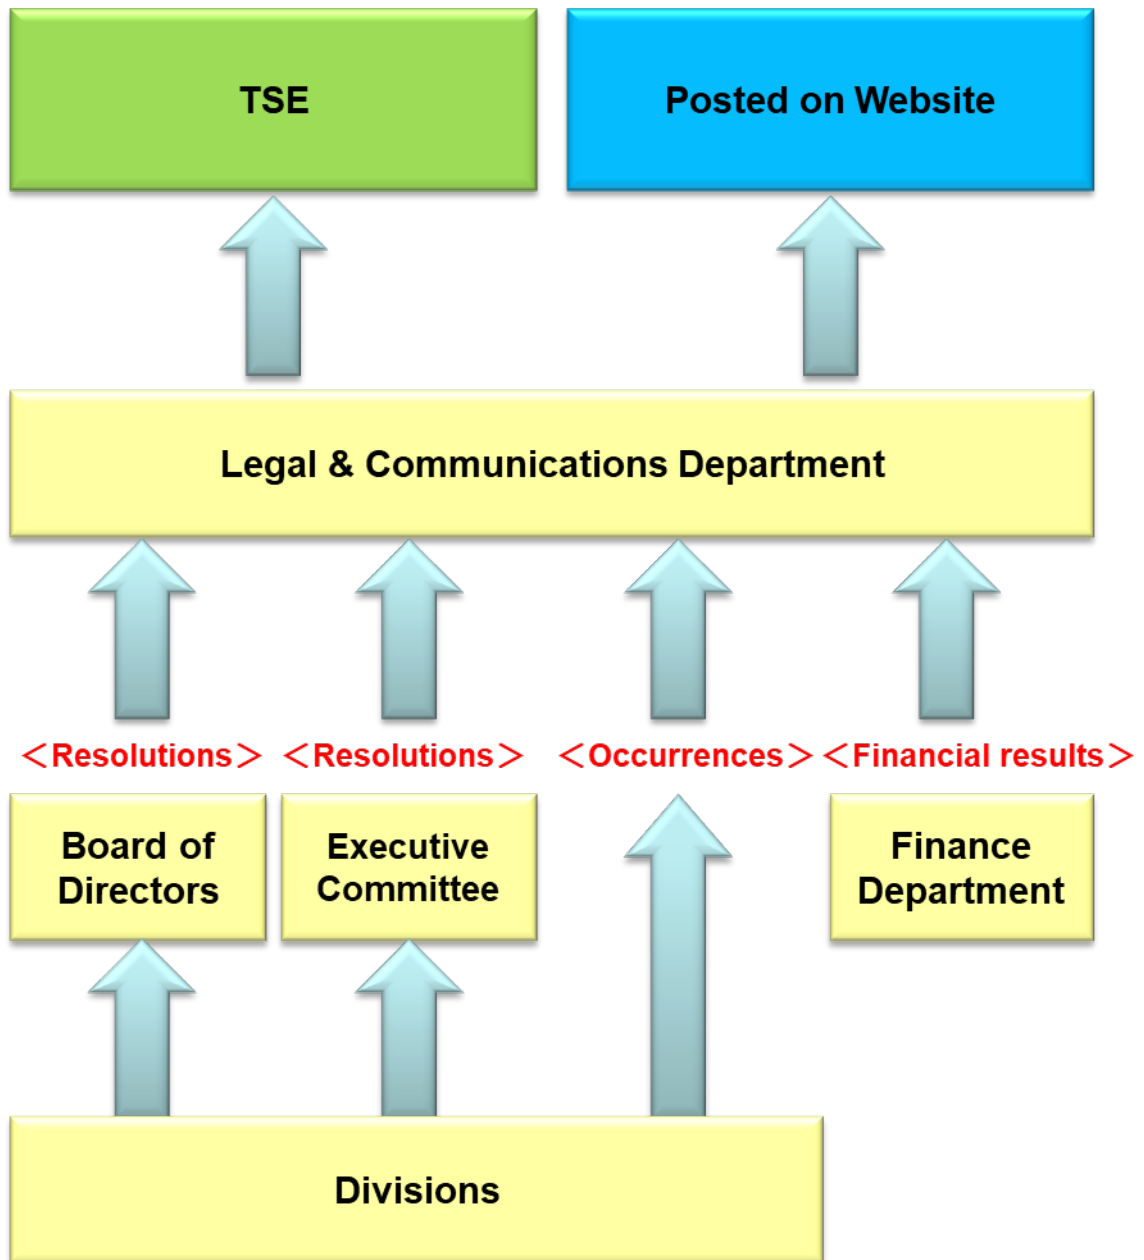 TSE
Posted on Website
Legal & Communications Department
＜Resolutions＞
＜Resolutions＞
＜Occurrences＞
＜Financial results＞
Board of
Directors
Executive
Committee
Finance
Department
Divisions